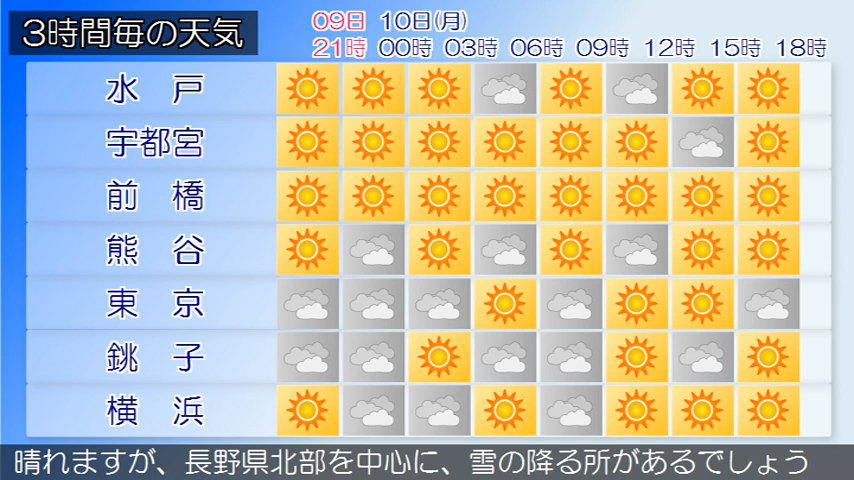 3時間毎の天気
09日 10日(月)
21時 00時 03時 06時 09時 12時 15時 18時
水戸
宇都宮
前橋
熊谷
東京
銚子
横浜
晴れますが、長野県北部を中心に、雪の降る所があるでしょう